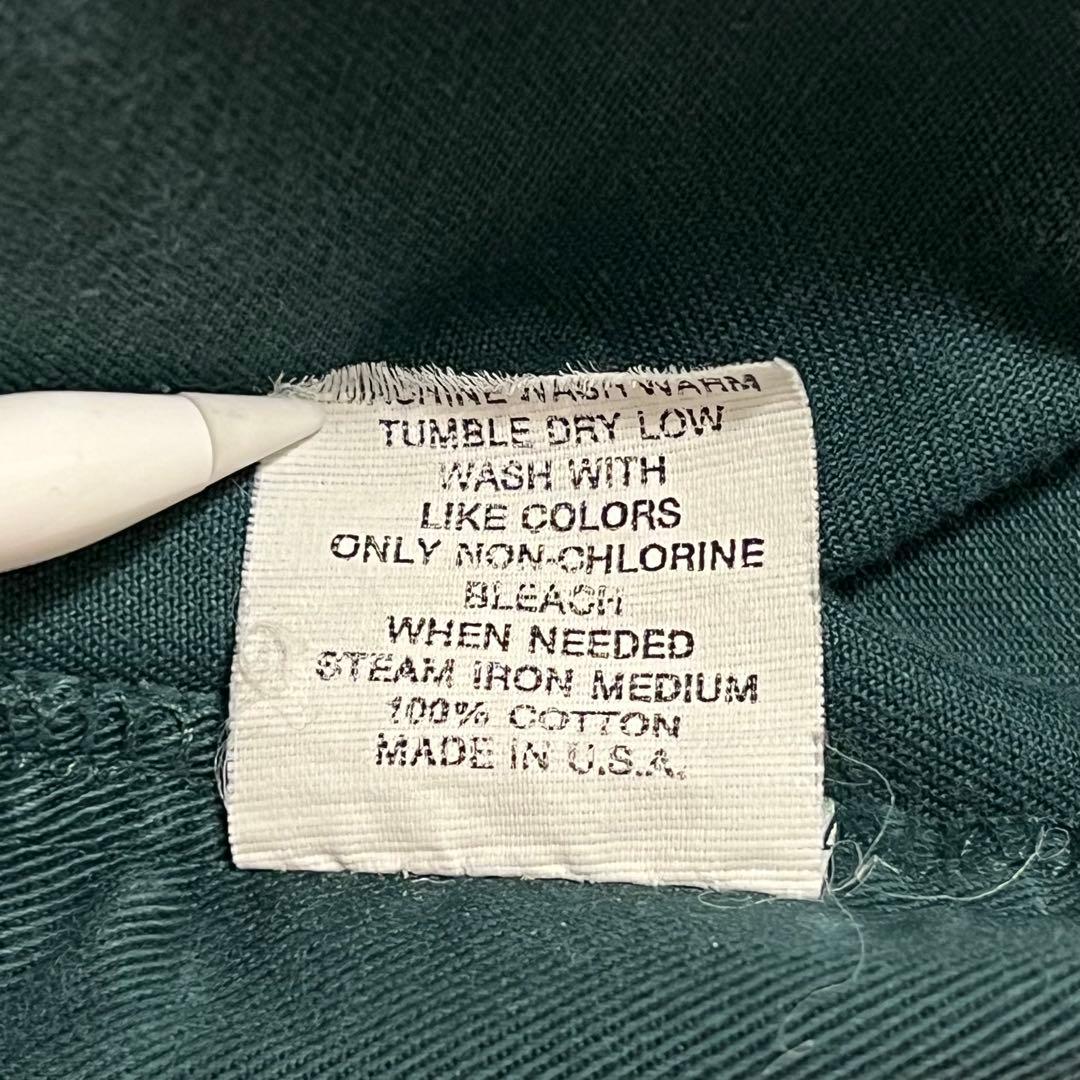 MACHINE WASH WARM
TUMBLE DRY LOW
WASH WITH
LIKE COLORS
ONLY NON-CHLORINE
BLEACH
WHEN NEEDED
STEAM IRON MEDIUM
100% COTTON
MADE IN U.S.A.